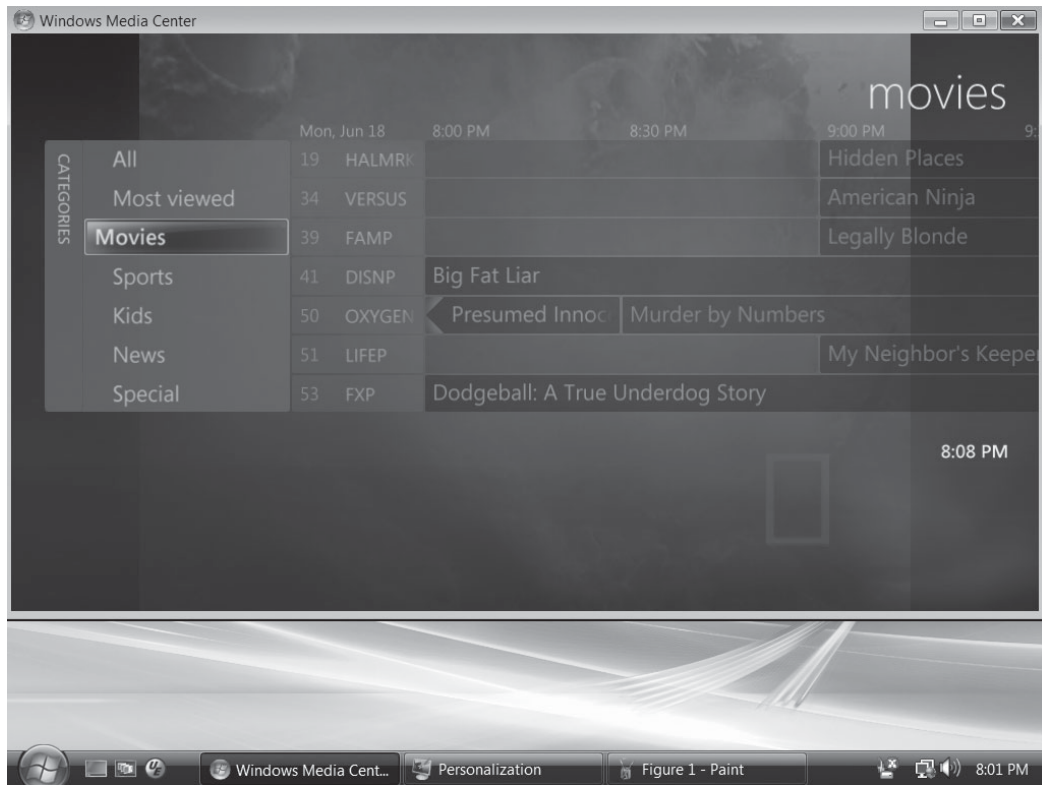 Windows Media Center
movies
Mon, Jun 18 8:00 PM 8:30 PM 9:00 PM 9:
CATEGORIES
All
Most viewed
Movies
Sports
Kids
News
Special
19 HALMRK Hidden Places
34 VERSUS American Ninja
39 FAMP Legally Blonde
41 DISNP Big Fat Liar
50 OXYGEN Presumed Innoc Murder by Numbers
51 LIFEP My Neighbor's Keeper
53 FXP Dodgeball: A True Underdog Story
8:08 PM
Windows Media Cent... Personalization Figure 1 - Paint 8:01 PM